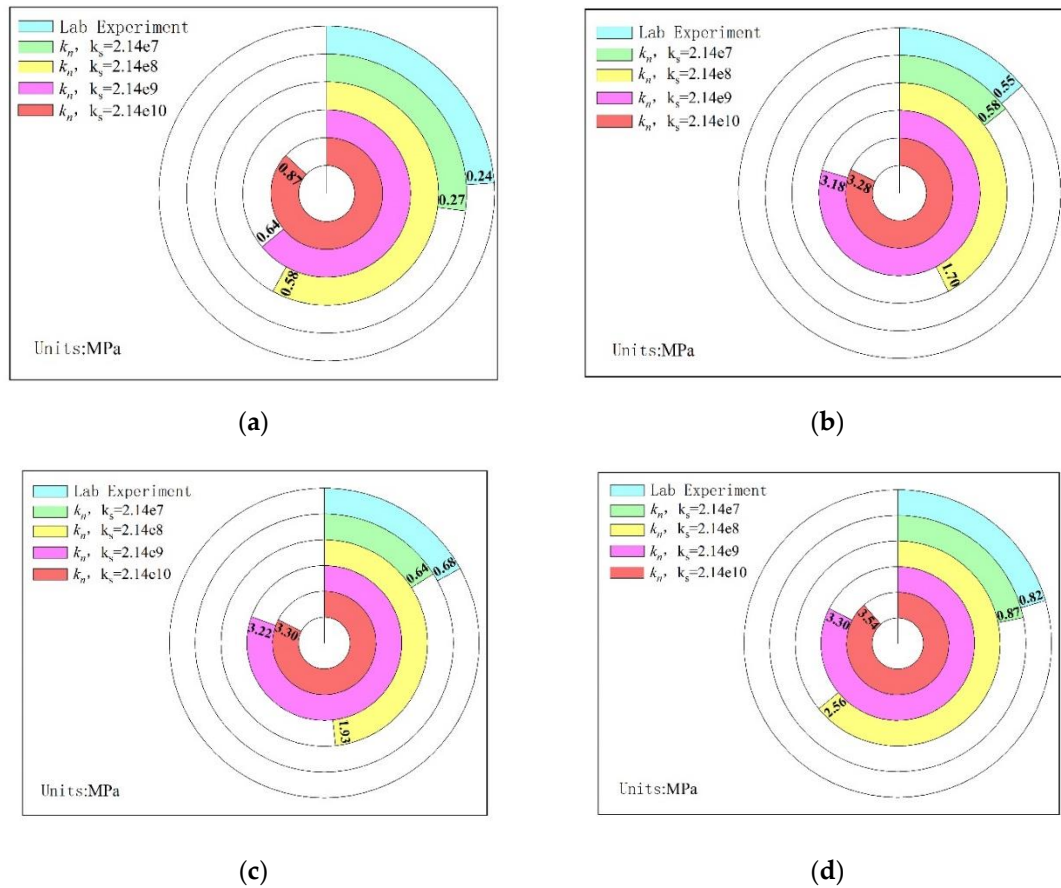 Lab Experiment
kn, ks=2.14e7
kn, ks=2.14e8
kn, ks=2.14e9
kn, ks=2.14e10
0.24
0.27
0.58
0.64
0.87
Units:MPa
(a)
Lab Experiment
kn, ks=2.14e7
kn, ks=2.14e8
kn, ks=2.14e9
kn, ks=2.14e10
0.55
0.58
1.70
3.18
3.28
Units:MPa
(b)
Lab Experiment
kn, ks=2.14e7
kn, ks=2.14e8
kn, ks=2.14e9
kn, ks=2.14e10
0.68
0.64
1.93
3.22
3.30
Units:MPa
(c)
Lab Experiment
kn, ks=2.14e7
kn, ks=2.14e8
kn, ks=2.14e9
kn, ks=2.14e10
0.82
0.87
2.56
3.30
3.54
Units:MPa
(d)